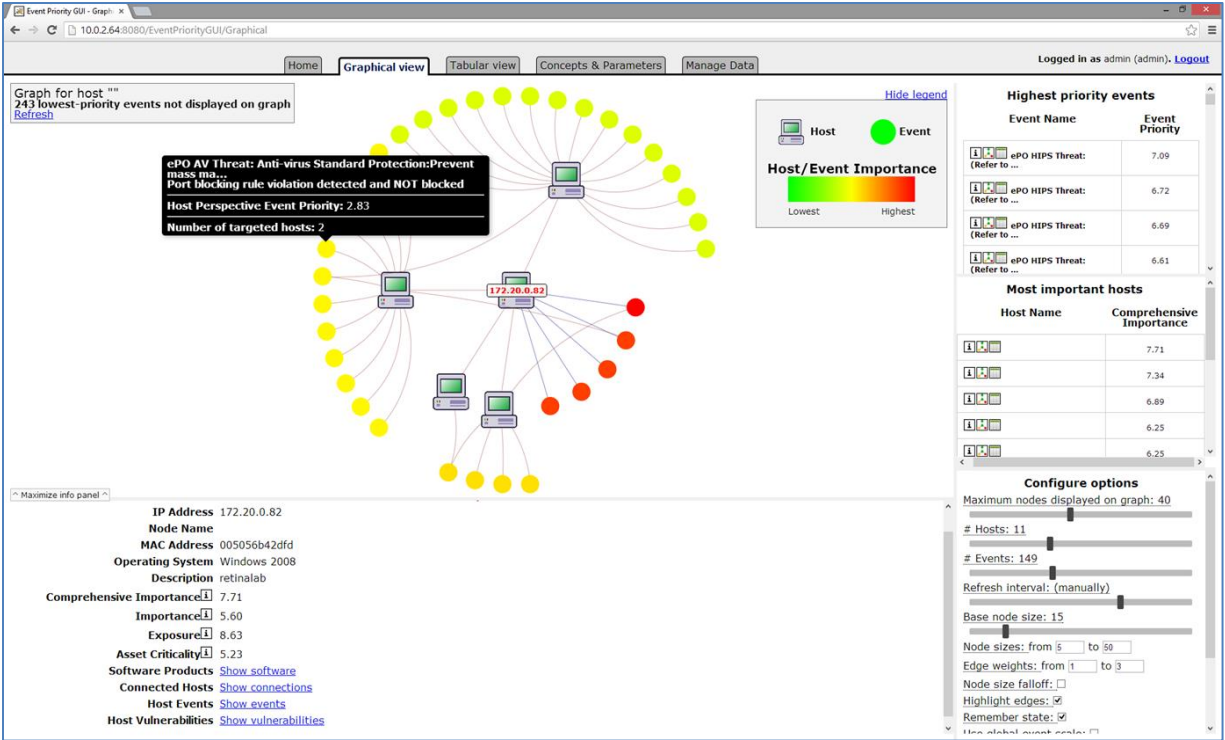 Event Priority GUI - Graph
10.0.2.64:8080/EventPriorityGUI/Graphical
Home Graphical view Tabular view Concepts & Parameters Manage Data
Logged in as admin (admin). Logout
Graph for host ""
243 lowest-priority events not displayed on graph
Refresh
Hide legend
Host Event
Host/Event Importance
Lowest Highest
ePO AV Threat: Anti-virus Standard Protection:Prevent
mass ma...
Port blocking rule violation detected and NOT blocked
Host Perspective Event Priority: 2.83
Number of targeted hosts: 2
172.20.0.82
Highest priority events
Event Name Event
Priority
ePO HIPS Threat: 7.09
(Refer to ...
ePO HIPS Threat: 6.72
(Refer to ...
ePO HIPS Threat: 6.69
(Refer to ...
ePO HIPS Threat: 6.61
(Refer to ...
Most important hosts
Host Name Comprehensive
Importance
7.71
7.34
6.89
6.25
6.25
^ Maximize info panel ^
IP Address 172.20.0.82
Node Name
MAC Address 005056b42dfd
Operating System Windows 2008
Description retinalab
Comprehensive Importance i 7.71
Importance i 5.60
Exposure i 8.63
Asset Criticality i 5.23
Software Products Show software
Connected Hosts Show connections
Host Events Show events
Host Vulnerabilities Show vulnerabilities
Configure options
Maximum nodes displayed on graph: 40
# Hosts: 11
# Events: 149
Refresh interval: (manually)
Base node size: 15
Node sizes: from 5 to 50
Edge weights: from 1 to 3
Node size falloff:
Highlight edges:
Remember state:
Use global event scale: